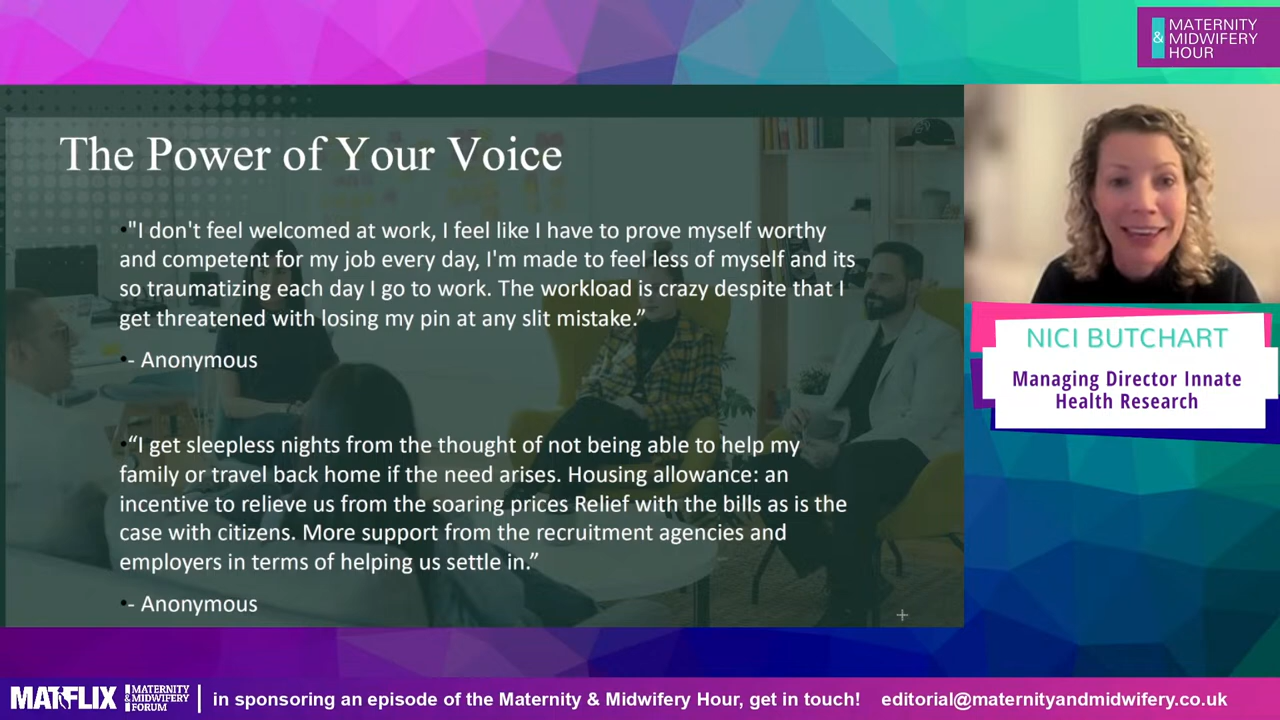 MATERNITY
& MIDWIFERY
HOUR
The Power of Your Voice
•"I don't feel welcomed at work, I feel like I have to prove myself worthy
and competent for my job every day, I'm made to feel less of myself and its
so traumatizing each day I go to work. The workload is crazy despite that I
get threatened with losing my pin at any slit mistake.”
•- Anonymous
•“I get sleepless nights from the thought of not being able to help my
family or travel back home if the need arises. Housing allowance: an
incentive to relieve us from the soaring prices Relief with the bills as is the
case with citizens. More support from the recruitment agencies and
employers in terms of helping us settle in.”
•- Anonymous
NICI BUTCHART
Managing Director Innate
Health Research
MATFLIX
MATERNITY
& MIDWIFERY
FORUM
in sponsoring an episode of the Maternity & Midwifery Hour, get in touch! editorial@maternityandmidwifery.co.uk